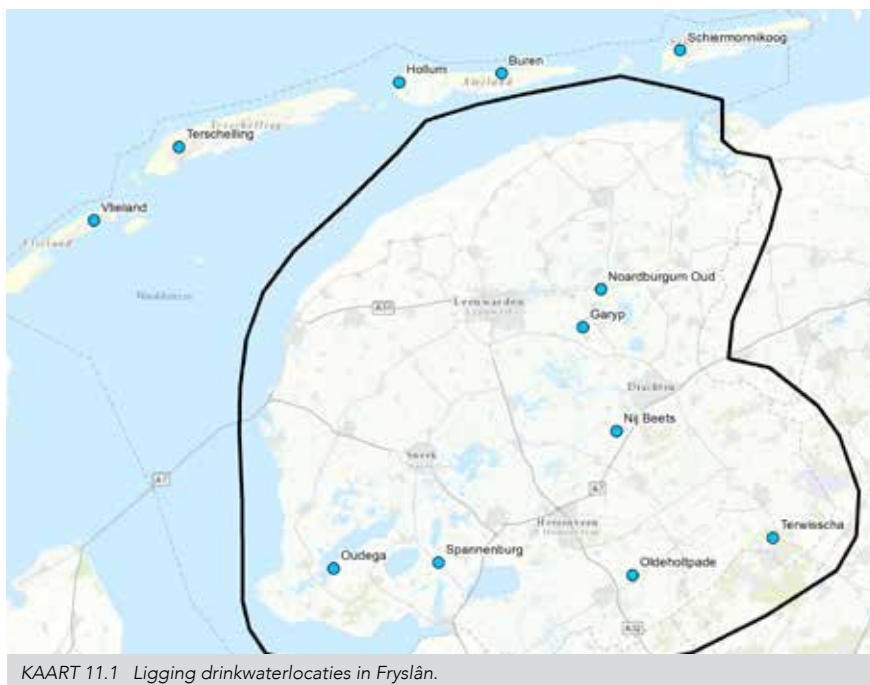 Schiermonnikoog
Buren
Hollum
Ameland
Terschelling
Terschelling
Vlieland
Vlieland
Waddenzee
Noardburgum Oud
Leeuwarden
A31
Garyp
Drachten
Nij Beets
Sneek
A7
A7
Heerenveen
Terwisscha
Oudega
Spannenburg
Oldeholtpade
A32
KAART 11.1 Ligging drinkwaterlocaties in Fryslân.